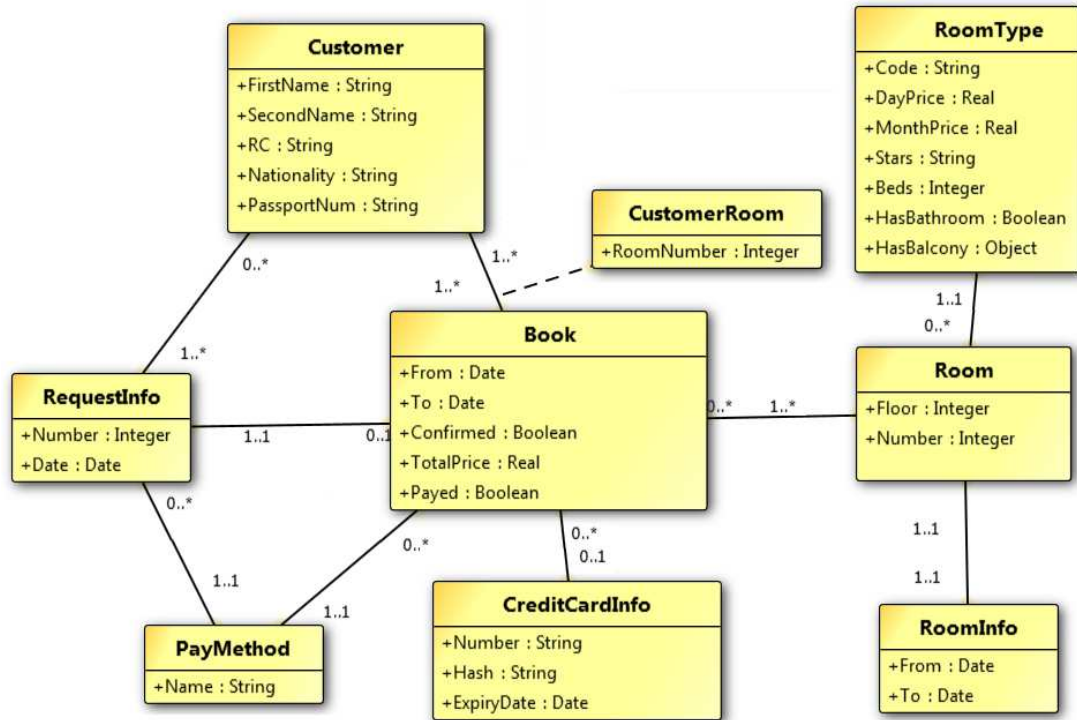 Customer
+FirstName : String
+SecondName : String
+RC : String
+Nationality : String
+PassportNum : String
RoomType
+Code : String
+DayPrice : Real
+MonthPrice : Real
+Stars : String
+Beds : Integer
+HasBathroom : Boolean
+HasBalcony : Object
CustomerRoom
+RoomNumber : Integer
0..*
1..*
1..*
1..*
1..1
0..*
Book
+From : Date
+To : Date
+Confirmed : Boolean
+TotalPrice : Real
+Payed : Boolean
RequestInfo
+Number : Integer
+Date : Date
1..1
0..1
0..*
1..*
Room
+Floor : Integer
+Number : Integer
0..*
1..1
0..*
1..1
0..*
0..1
1..1
1..1
PayMethod
+Name : String
CreditCardInfo
+Number : String
+Hash : String
+ExpiryDate : Date
RoomInfo
+From : Date
+To : Date